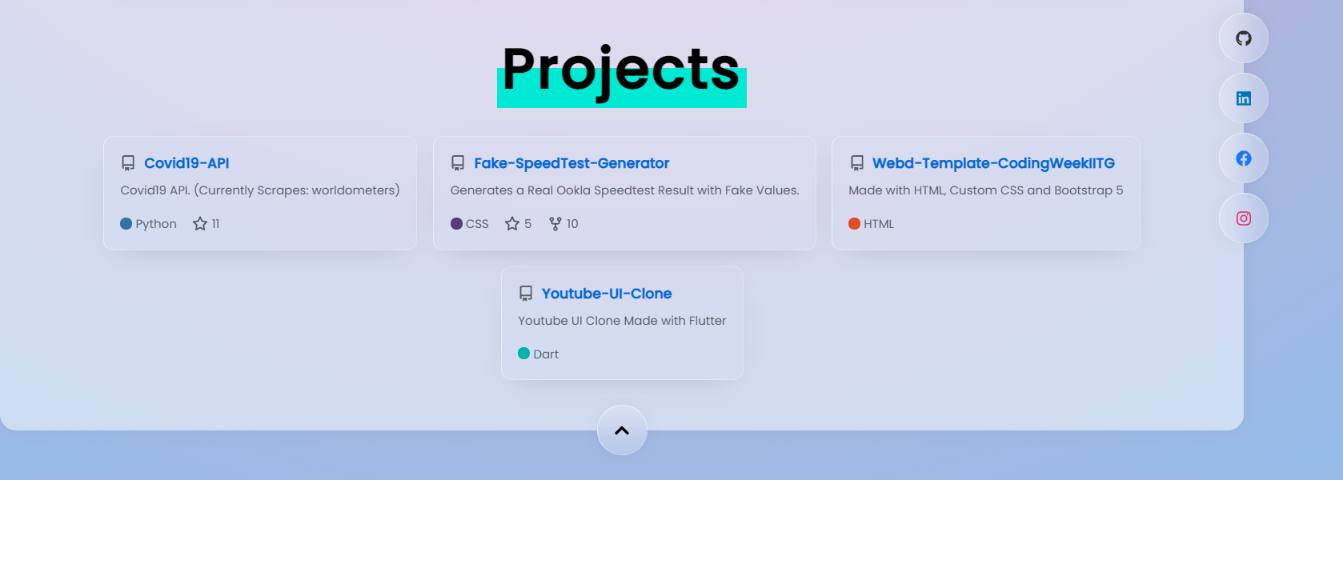 Projects
Covid19-API
Covid19 API. (Currently Scrapes: worldometers)
Python 11
Fake-SpeedTest-Generator
Generates a Real Ookla Speedtest Result with Fake Values.
CSS 5 10
Webd-Template-CodingWeekIITG
Made with HTML, Custom CSS and Bootstrap 5
HTML
Youtube-UI-Clone
Youtube UI Clone Made with Flutter
Dart